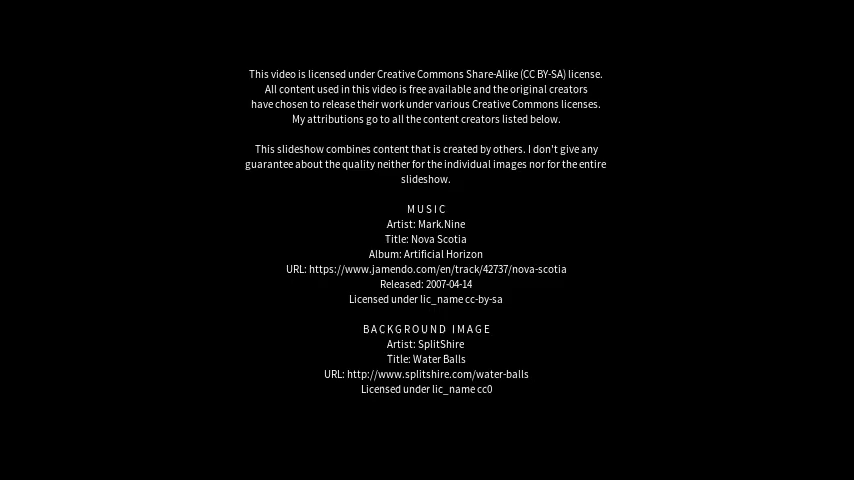 This video is licensed under Creative Commons Share-Alike (CC BY-SA) license.
All content used in this video is free available and the original creators
have chosen to release their work under various Creative Commons licenses.
My attributions go to all the content creators listed below.
This slideshow combines content that is created by others. I don't give any
guarantee about the quality neither for the individual images nor for the entire
slideshow.
MUSIC
Artist: Mark.Nine
Title: Nova Scotia
Album: Artificial Horizon
URL: https://www.jamendo.com/en/track/42737/nova-scotia
Released: 2007-04-14
Licensed under lic_name cc-by-sa
BACKGROUND IMAGE
Artist: SplitShire
Title: Water Balls
URL: http://www.splitshire.com/water-balls
Licensed under lic_name cc0